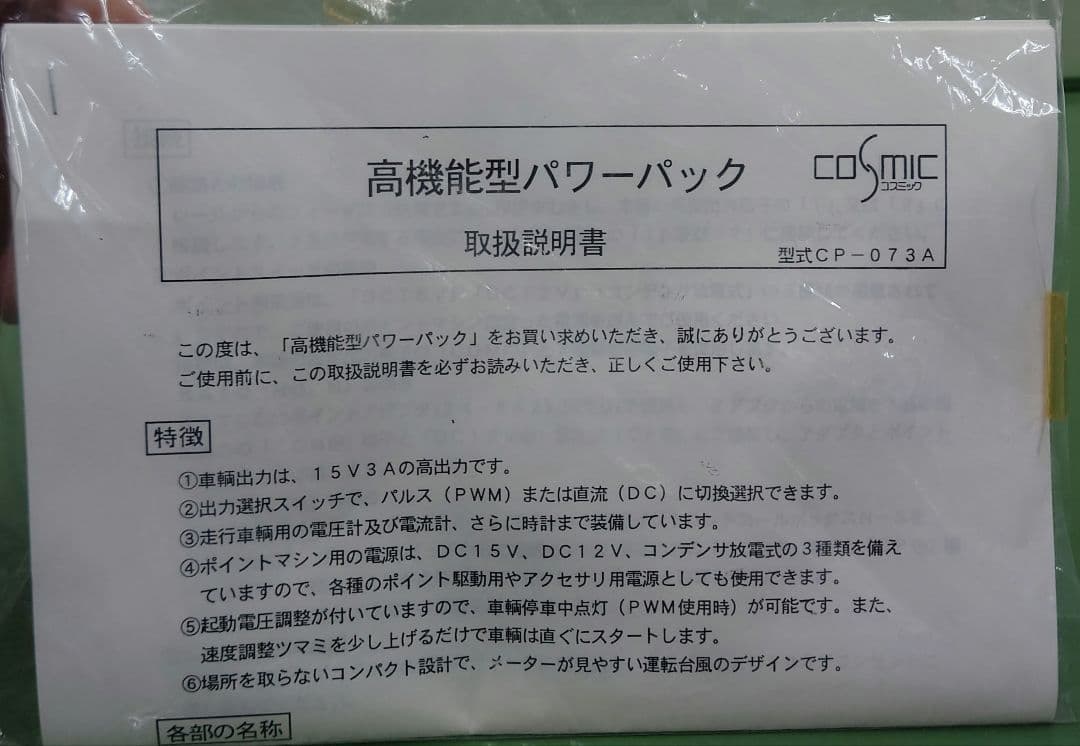 高機能型パワーパック
COSMIC
コスミック
取扱説明書
型式CP－073A
この度は、「高機能型パワーパック」をお買い求めいただき、誠にありがとうございます。
ご使用前に、この取扱説明書を必ずお読みいただき、正しくご使用下さい。
特徴
①車輌出力は、15V3Aの高出力です。
②出力選択スイッチで、パルス（PWM）または直流（DC）に切換選択できます。
③走行車輌用の電圧計及び電流計、さらに時計まで装備しています。
④ポイントマシン用の電源は、DC15V、DC12V、コンデンサ放電式の3種類を備え
ていますので、各種のポイント駆動用やアクセサリ用電源としても使用できます。
⑤起動電圧調整が付いていますので、車輌停車中点灯（PWM使用時）が可能です。また、
速度調整ツマミを少し上げるだけで車輌は直ぐにスタートします。
⑥場所を取らないコンパクト設計で、メーターが見やすい運転台風のデザインです。
各部の名称